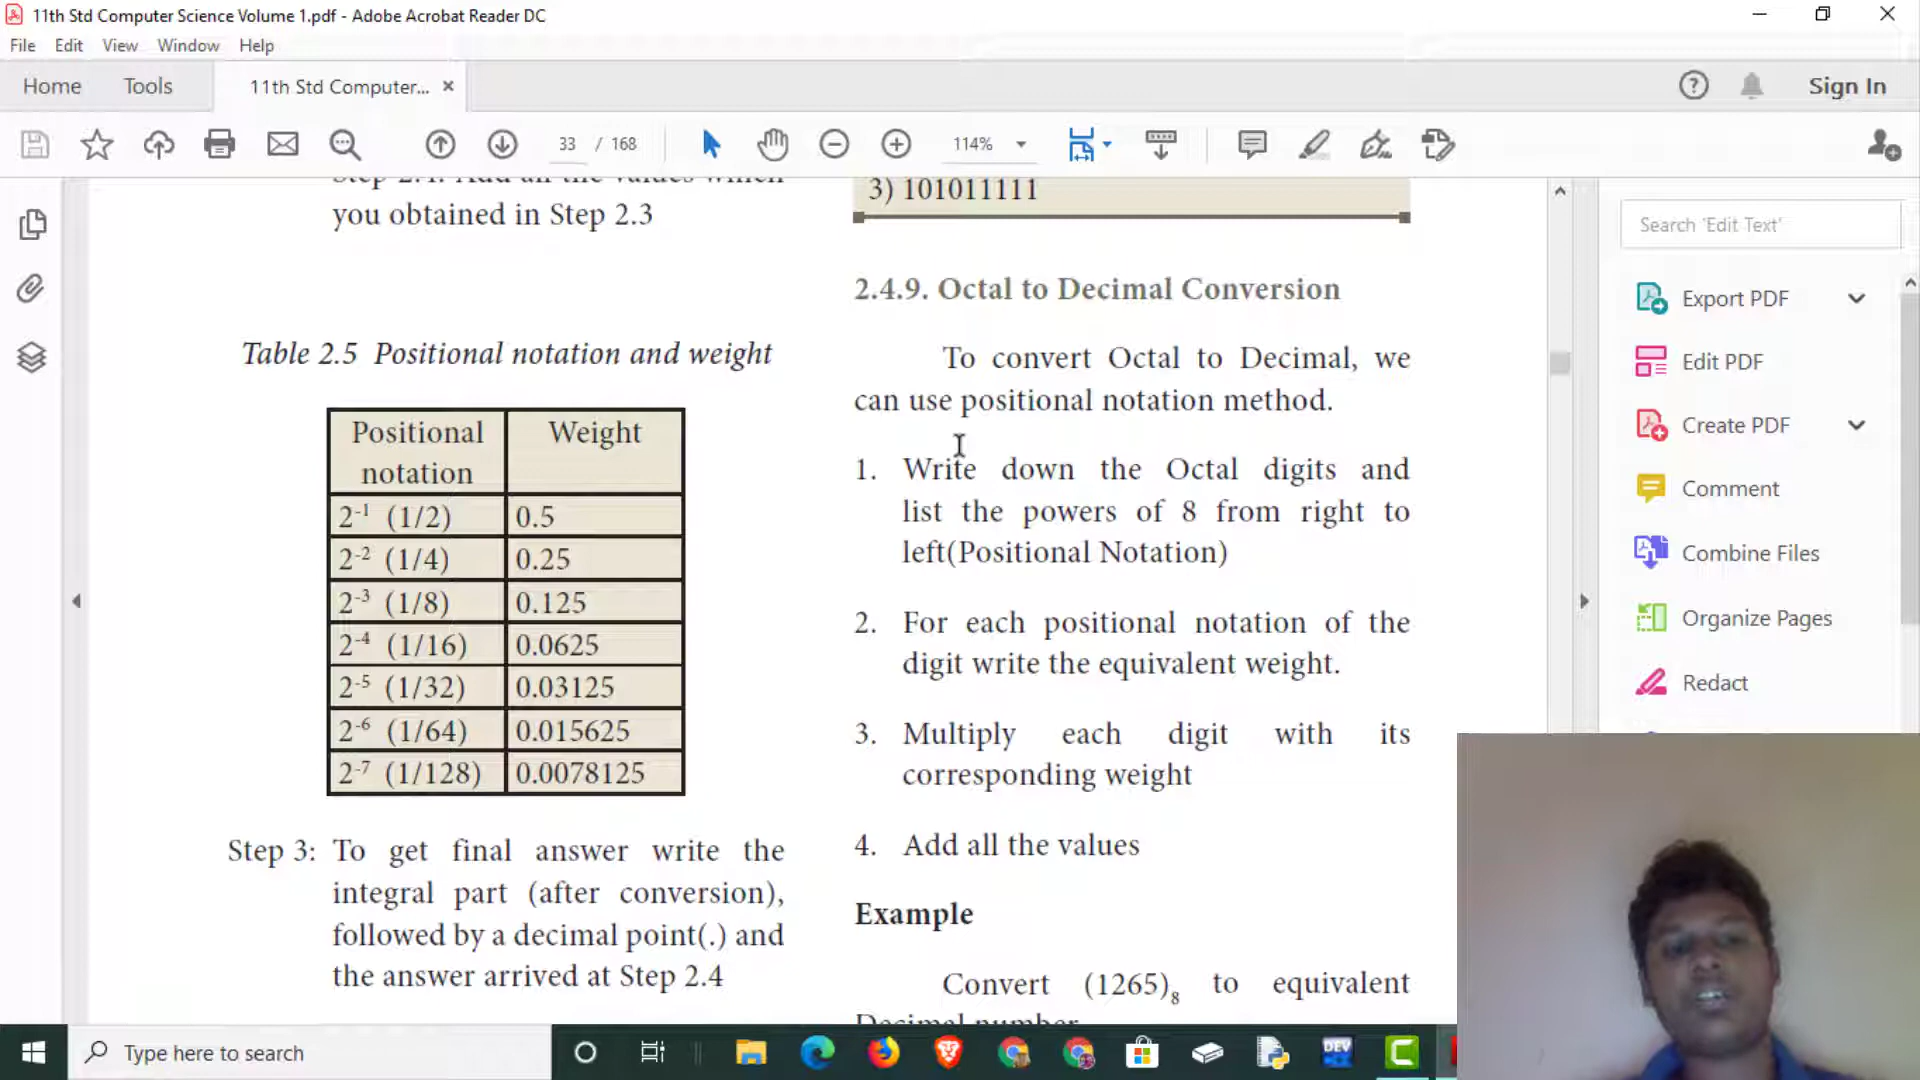 11th Std Computer Science Volume 1.pdf - Adobe Acrobat Reader DC
File Edit View Window Help
Home Tools 11th Std Computer... × Sign In
33 / 168 114%
Step 2.4: Add all the values which
you obtained in Step 2.3
Table 2.5 Positional notation and weight
Positional notation Weight
2-1 (1/2) 0.5
2-2 (1/4) 0.25
2-3 (1/8) 0.125
2-4 (1/16) 0.0625
2-5 (1/32) 0.03125
2-6 (1/64) 0.015625
2-7 (1/128) 0.0078125
Step 3: To get final answer write the
integral part (after conversion),
followed by a decimal point(.) and
the answer arrived at Step 2.4
3) 101011111
2.4.9. Octal to Decimal Conversion
To convert Octal to Decimal, we
can use positional notation method.
1. Write down the Octal digits and
list the powers of 8 from right to
left(Positional Notation)
2. For each positional notation of the
digit write the equivalent weight.
3. Multiply each digit with its
corresponding weight
4. Add all the values
Example
Convert (1265)8 to equivalent
Decimal number
Search 'Edit Text'
Export PDF
Edit PDF
Create PDF
Comment
Combine Files
Organize Pages
Redact
Type here to search
DEV
C